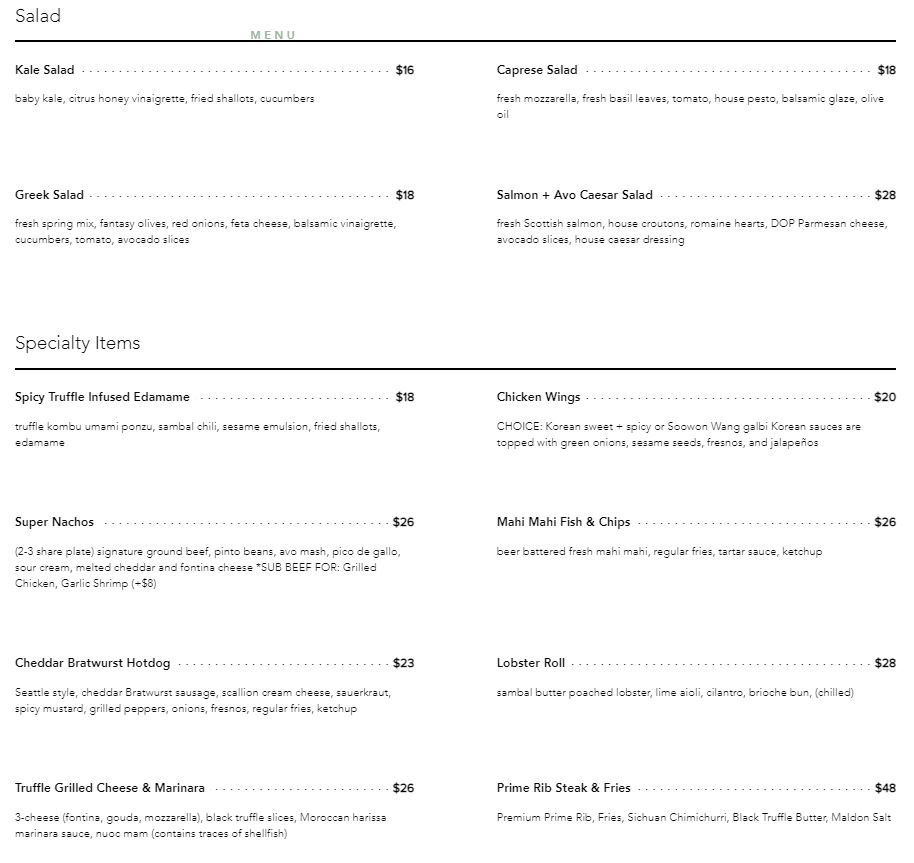 Salad
MENU
Kale Salad $16
baby kale, citrus honey vinaigrette, fried shallots, cucumbers
Caprese Salad $18
fresh mozzarella, fresh basil leaves, tomato, house pesto, balsamic glaze, olive
oil
Greek Salad $18
fresh spring mix, fantasy olives, red onions, feta cheese, balsamic vinaigrette,
cucumbers, tomato, avocado slices
Salmon + Avo Caesar Salad $28
fresh Scottish salmon, house croutons, romaine hearts, DOP Parmesan cheese,
avocado slices, house caesar dressing
Specialty Items
Spicy Truffle Infused Edamame $18
truffle kombu umami ponzu, sambal chili, sesame emulsion, fried shallots,
edamame
Chicken Wings $20
CHOICE: Korean sweet + spicy or Soowon Wang galbi Korean sauces are
topped with green onions, sesame seeds, fresnos, and jalapeños
Super Nachos $26
(2-3 share plate) signature ground beef, pinto beans, avo mash, pico de gallo,
sour cream, melted cheddar and fontina cheese *SUB BEEF FOR: Grilled
Chicken, Garlic Shrimp (+$8)
Mahi Mahi Fish & Chips $26
beer battered fresh mahi mahi, regular fries, tartar sauce, ketchup
Cheddar Bratwurst Hotdog $23
Seattle style, cheddar Bratwurst sausage, scallion cream cheese, sauerkraut,
spicy mustard, grilled peppers, onions, fresnos, regular fries, ketchup
Lobster Roll $28
sambal butter poached lobster, lime aioli, cilantro, brioche bun, (chilled)
Truffle Grilled Cheese & Marinara $26
3-cheese (fontina, gouda, mozzarella), black truffle slices, Moroccan harissa
marinara sauce, nuoc mam (contains traces of shellfish)
Prime Rib Steak & Fries $48
Premium Prime Rib, Fries, Sichuan Chimichurri, Black Truffle Butter, Maldon Salt